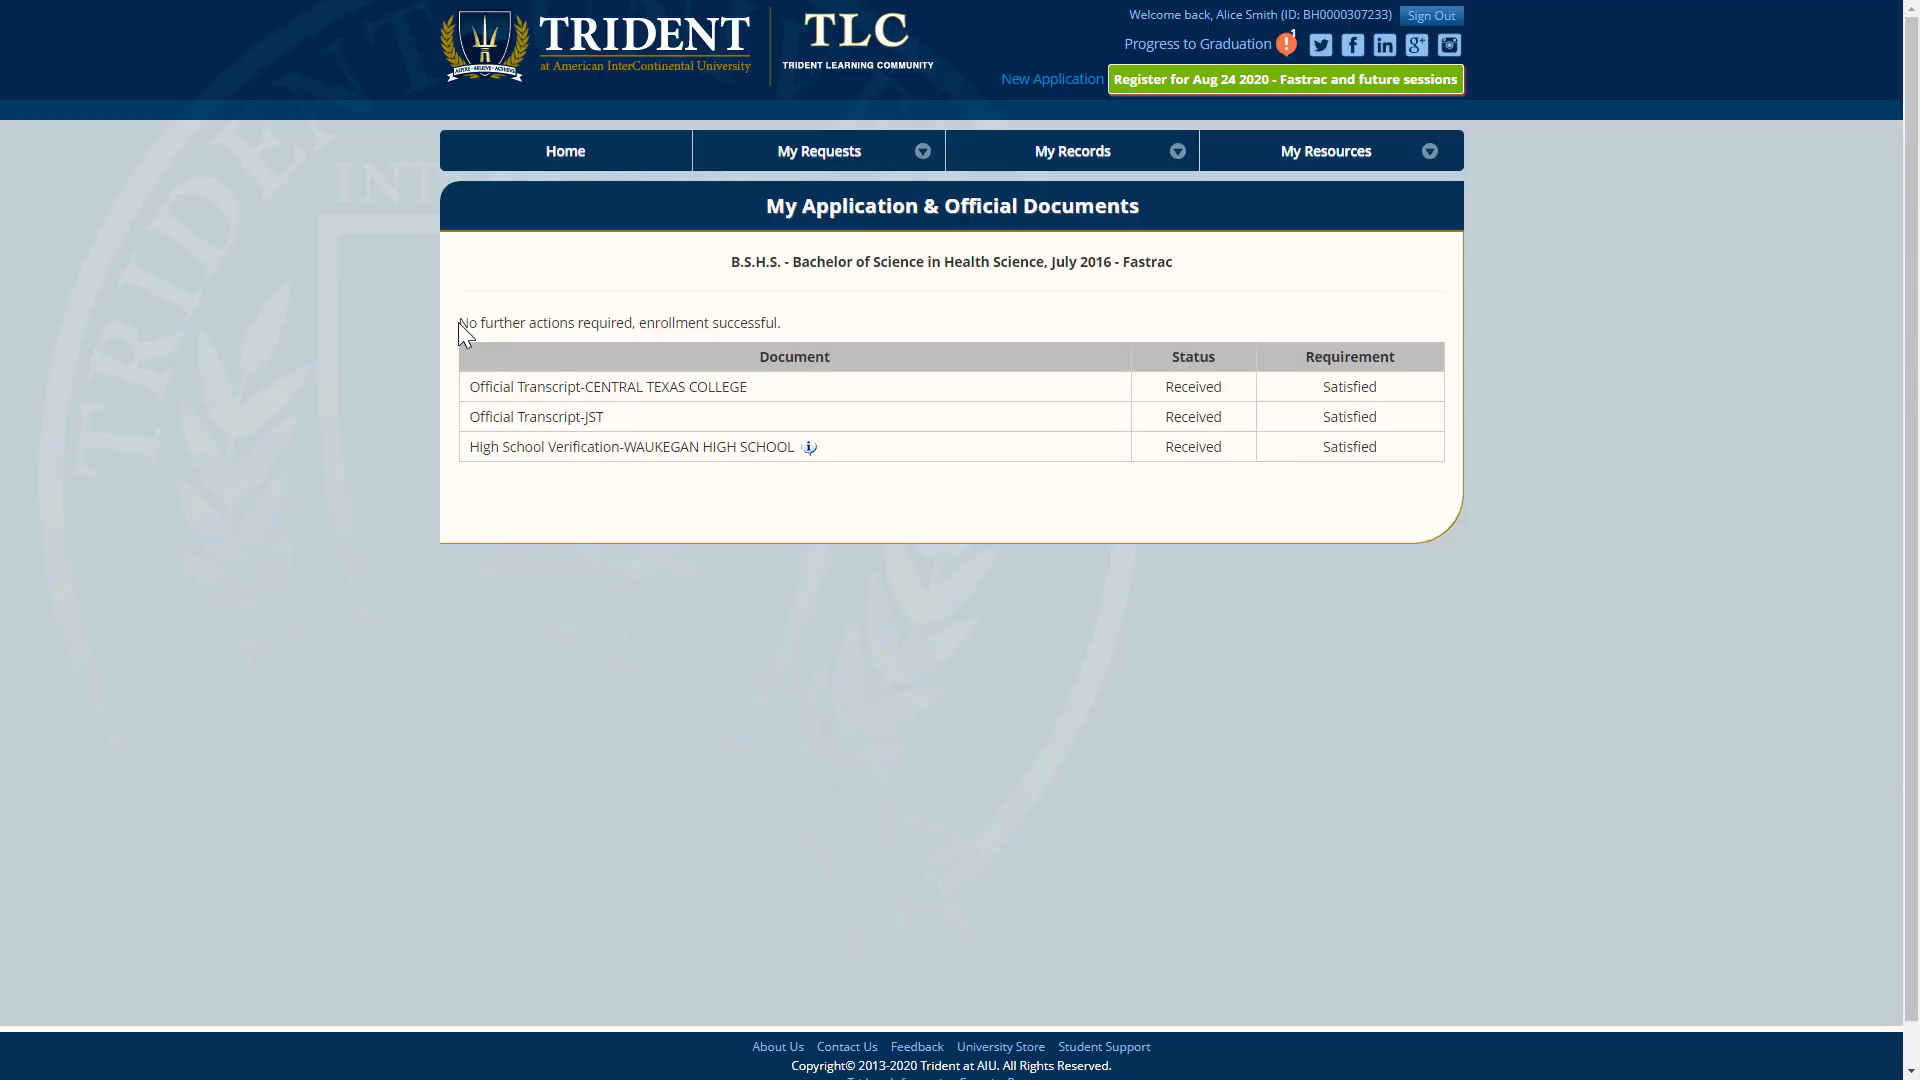 TRIDENT
at American InterContinental University
ASPIRE · BELIEVE · ACHIEVE
TLC
TRIDENT LEARNING COMMUNITY
Welcome back, Alice Smith (ID: BH0000307233)
Sign Out
Progress to Graduation ! 1
New Application
Register for Aug 24 2020 - Fastrac and future sessions
Home
My Requests
My Records
My Resources
My Application & Official Documents
B.S.H.S. - Bachelor of Science in Health Science, July 2016 - Fastrac
No further actions required, enrollment successful.
Document Status Requirement
Official Transcript-CENTRAL TEXAS COLLEGE Received Satisfied
Official Transcript-JST Received Satisfied
High School Verification-WAUKEGAN HIGH SCHOOL i Received Satisfied
About Us Contact Us Feedback University Store Student Support
Copyright© 2013-2020 Trident at AIU. All Rights Reserved.